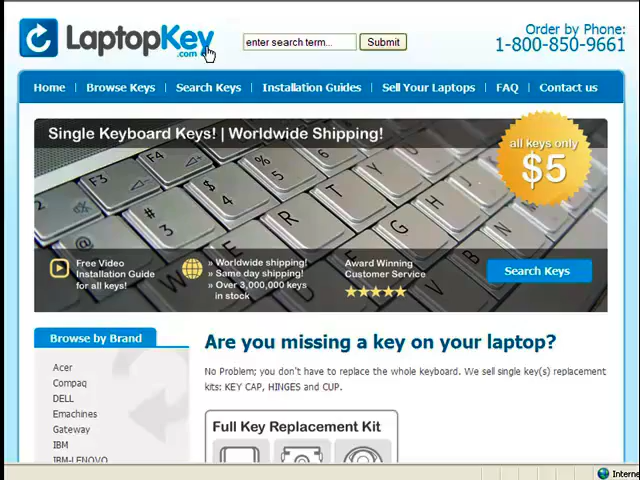 LaptopKey
.com
enter search term...
Submit
Order by Phone:
1-800-850-9661
Home
Browse Keys
Search Keys
Installation Guides
Sell Your Laptops
FAQ
Contact us
Single Keyboard Keys! | Worldwide Shipping!
all keys only
$5
Free Video
Installation Guide
for all keys!
» Worldwide shipping!
» Same day shipping!
» Over 3,000,000 keys
in stock
Award Winning
Customer Service
Search Keys
Browse by Brand
Acer
Compaq
DELL
Emachines
Gateway
IBM
IBM-LENOVO
Are you missing a key on your laptop?
No Problem; you don't have to replace the whole keyboard. We sell single key(s) replacement
kits: KEY CAP, HINGES and CUP.
Full Key Replacement Kit